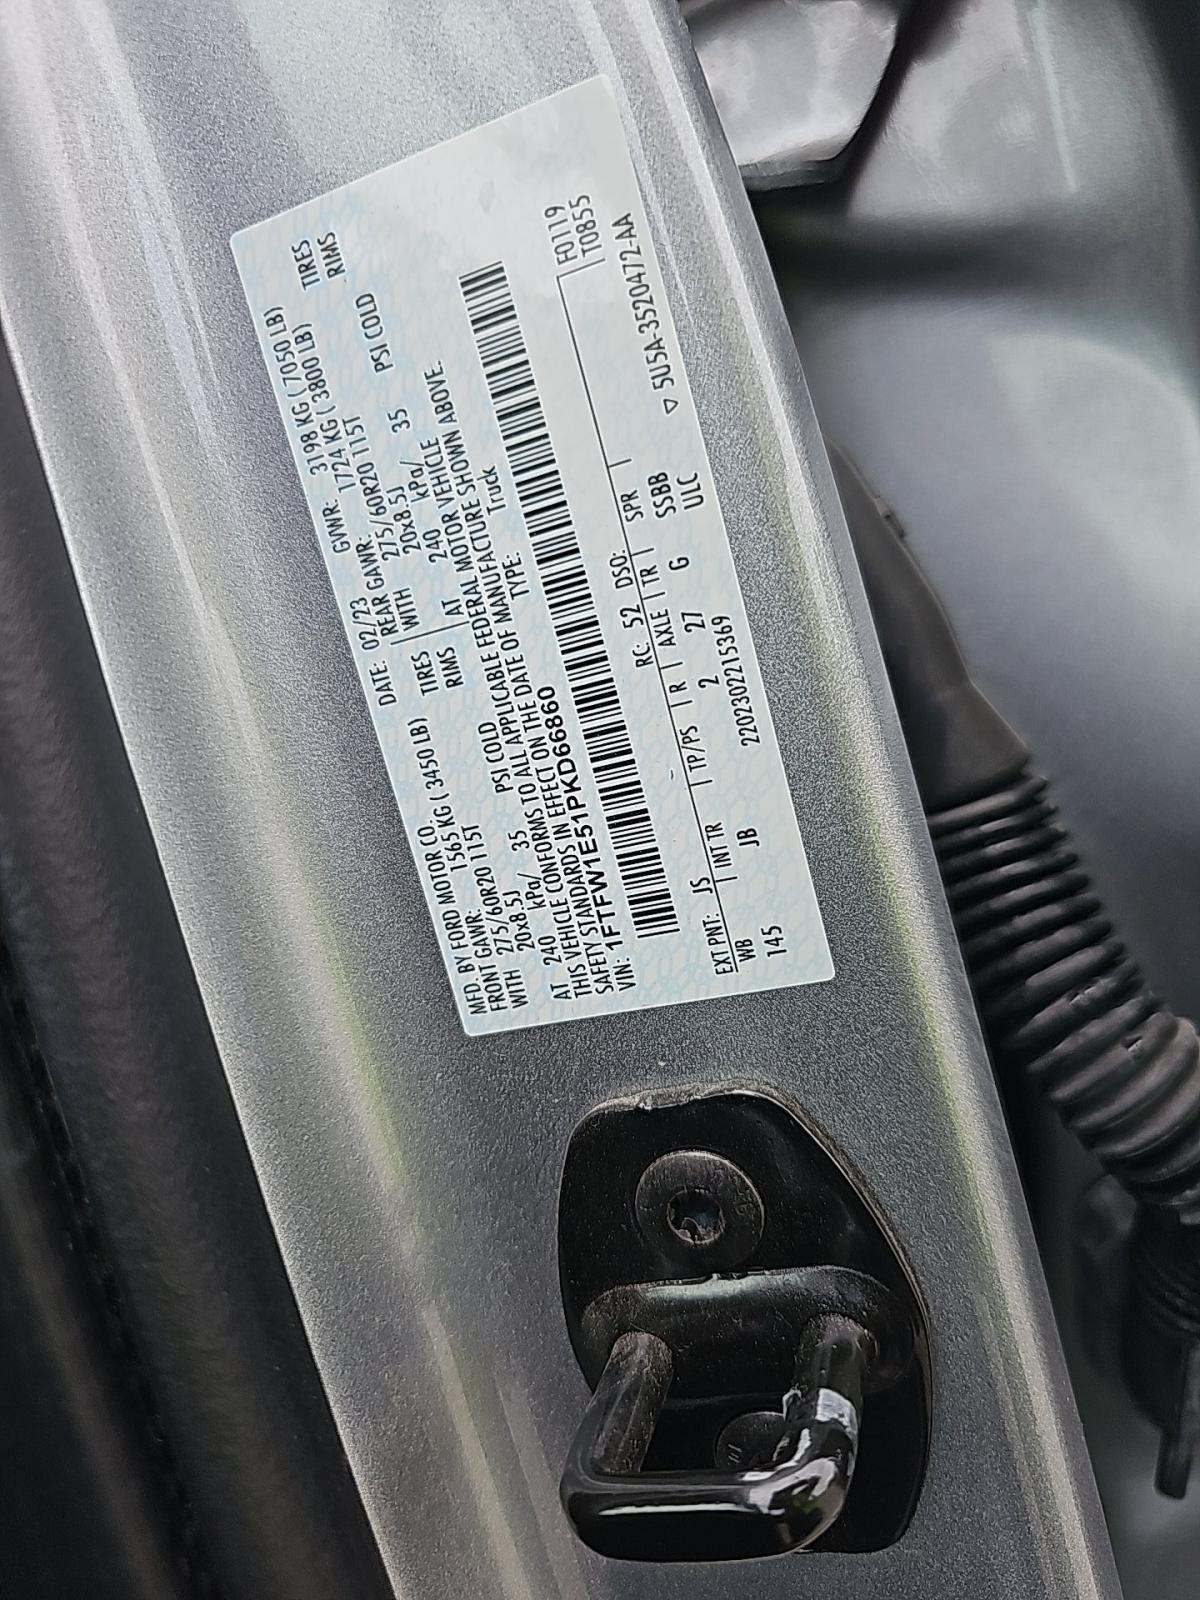 MFD. BY FORD MOTOR CO.
DATE: 02/23 GVWR: 3198 KG ( 7050 LB)
FRONT GAWR: 1565 KG ( 3450 LB) REAR GAWR: 1724 KG ( 3800 LB)
275/60R20 115T TIRES 275/60R20 115T TIRES
WITH 20x8.5J RIMS WITH 20x8.5J RIMS
AT 240 kPa/ 35 PSI COLD AT 240 kPa/ 35 PSI COLD
THIS VEHICLE CONFORMS TO ALL APPLICABLE FEDERAL MOTOR VEHICLE
SAFETY STANDARDS IN EFFECT ON THE DATE OF MANUFACTURE SHOWN ABOVE.
VIN: 1FTFW1E51PKD66860 TYPE: Truck
F0119
T0855
EXT PNT: JS RC: 52 DSO:
WB INT TR TP/PS R AXLE TR SPR
145 JB 2 27 G SSBB
ULC
2202302215369
▽ 5U5A-3520472-AA